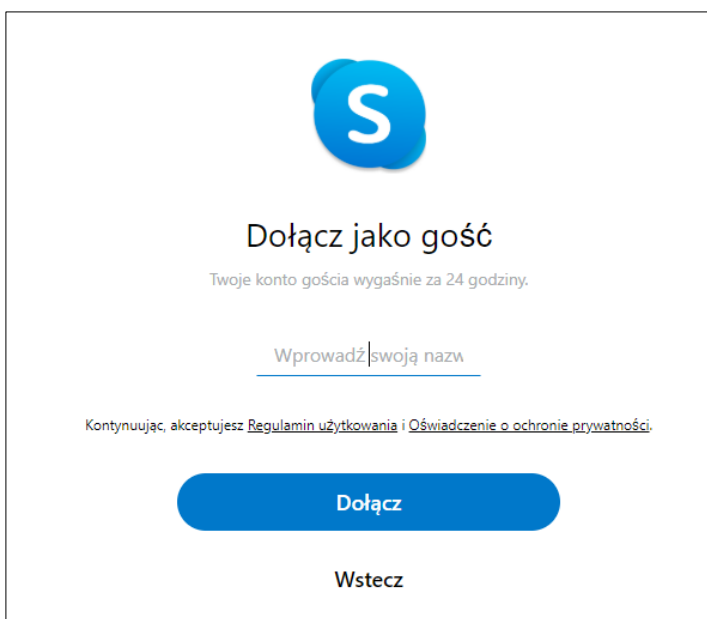 S
Dołącz jako gość
Twoje konto gościa wygaśnie za 24 godziny.
Wprowadź swoją nazw
Kontynuując, akceptujesz Regulamin użytkowania i Oświadczenie o ochronie prywatności.
Dołącz
Wstecz